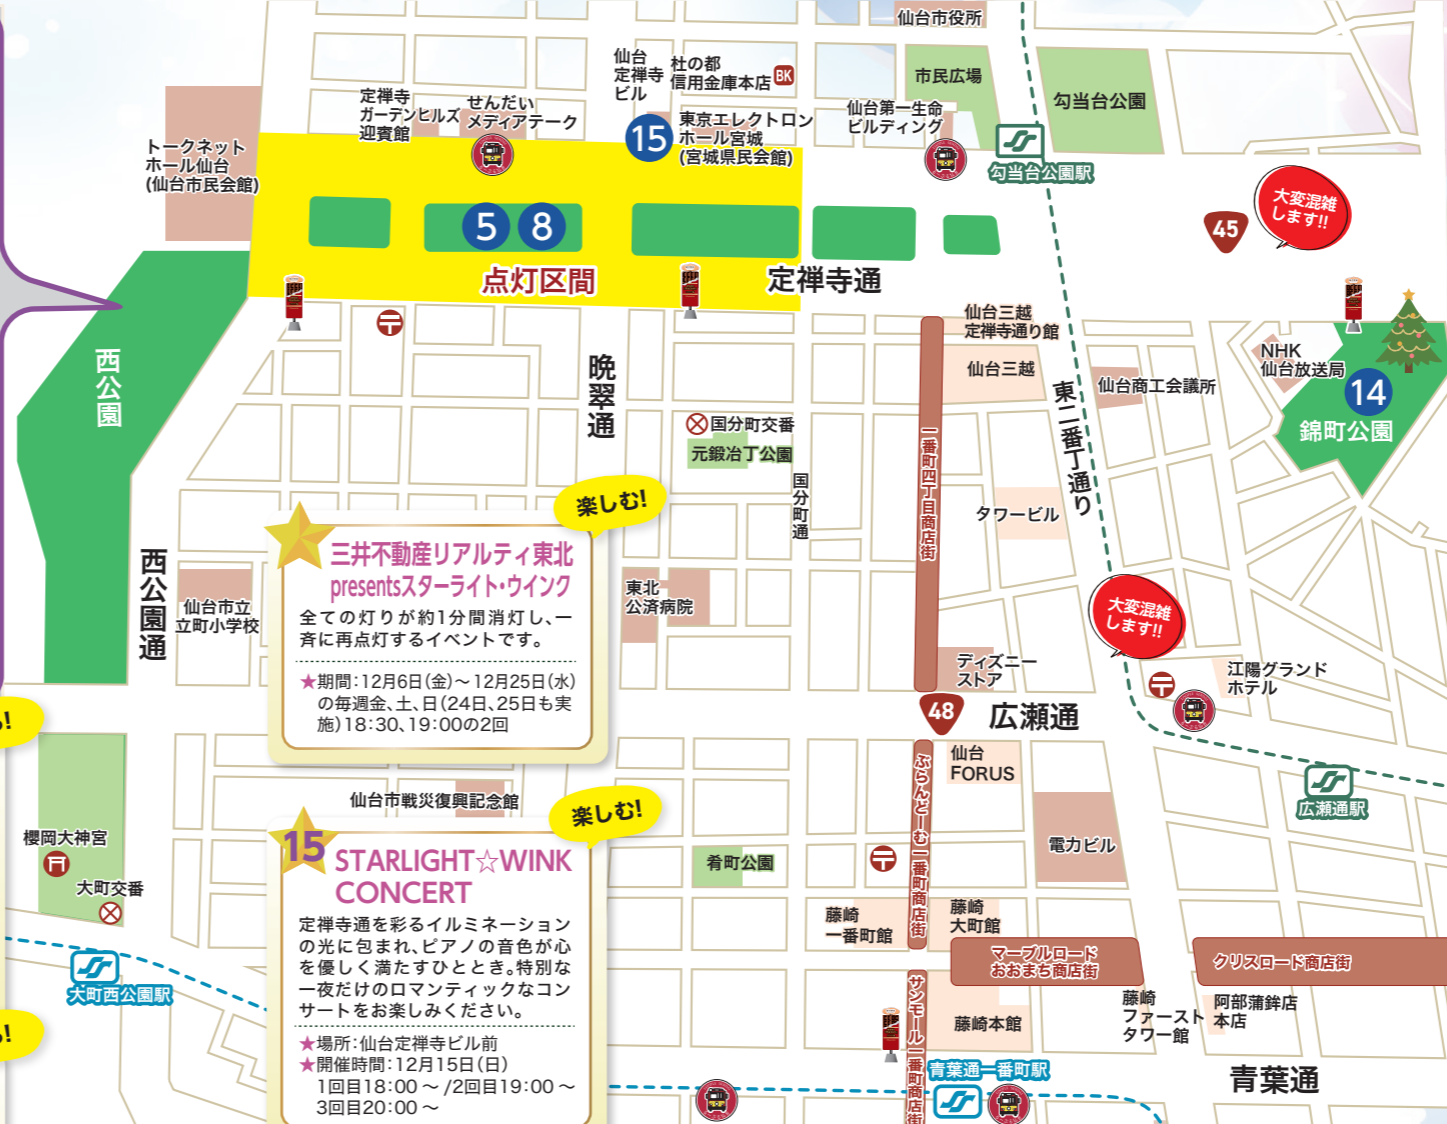 仙台市役所
市民広場
勾当台公園
仙台
定禅寺
ビル
杜の都
信用金庫本店
BK
定禅寺
ガーデンヒルズ
迎賓館
せんだい
メディアテーク
15
東京エレクトロン
ホール宮城
(宮城県民会館)
仙台第一生命
ビルディング
勾当台公園駅
トークネット
ホール仙台
(仙台市民会館)
大変混雑
します!!
45
5
8
点灯区間
定禅寺通
仙台三越
定禅寺通り館
仙台三越
NHK
仙台放送局
14
錦町公園
西公園
晩翠通
東二番丁通り
仙台商工会議所
国分町交番
元鍛冶丁公園
国分町通
一番町四丁目商店街
タワービル
西公園通
仙台市立
立町小学校
楽しむ!
三井不動産リアルティ東北
presentsスターライト・ウインク
全ての灯りが約1分間消灯し、一
斉に再点灯するイベントです。
★期間:12月6日(金)〜12月25日(水)
の毎週金、土、日(24日、25日も実
施)18:30、19:00の2回
東北
公済病院
大変混雑
します!!
ディズニー
ストア
江陽グランド
ホテル
48
広瀬通
仙台
FORUS
ぶらんどーむ一番町商店街
広瀬通駅
電力ビル
仙台市戦災復興記念館
櫻岡大神宮
大町交番
楽しむ!
15
STARLIGHT☆WINK
CONCERT
定禅寺通を彩るイルミネーション
の光に包まれ、ピアノの音色が心
を優しく満たすひととき。特別な
一夜だけのロマンティックなコン
サートをお楽しみください。
★場所:仙台定禅寺ビル前
★開催時間:12月15日(日)
1回目18:00 〜 /2回目19:00 〜
3回目20:00 〜
肴町公園
藤崎
一番町館
藤崎
大町館
マーブルロード
おおまち商店街
クリスロード商店街
大町西公園駅
サンモール一番町商店街
藤崎本館
藤崎
ファースト
タワー館
阿部蒲鉾店
本店
青葉通一番町駅
青葉通